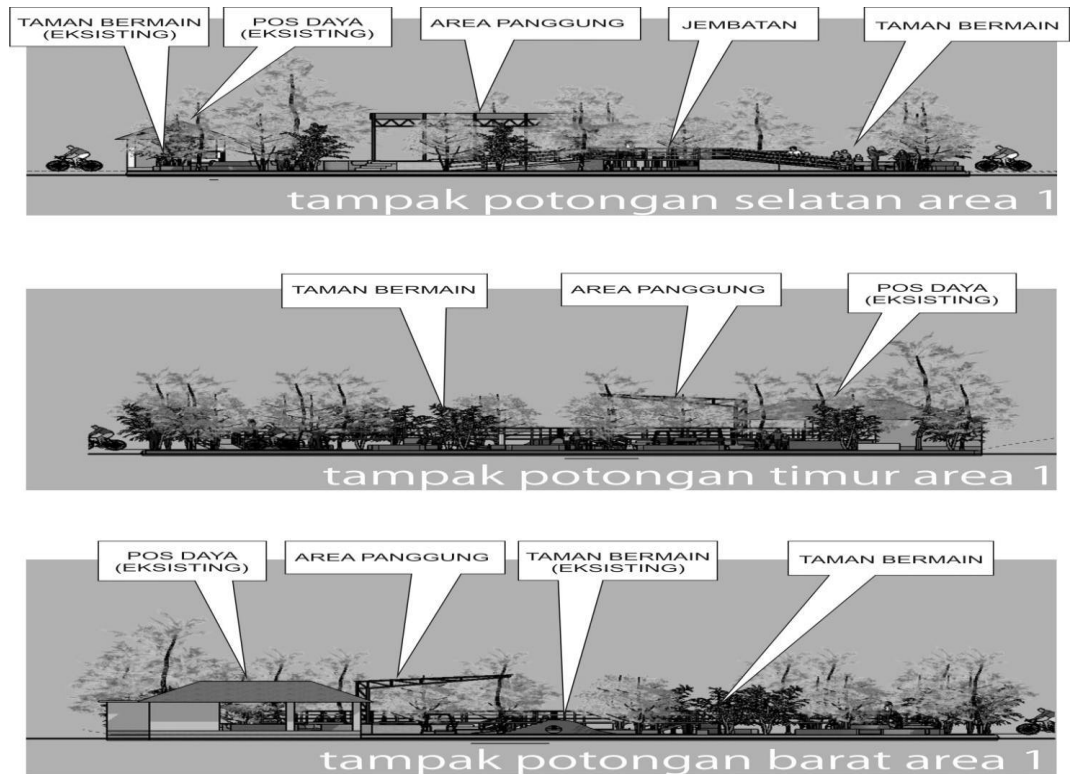 TAMAN BERMAIN
(EKSISTING)
POS DAYA
(EKSISTING)
AREA PANGGUNG
JEMBATAN
TAMAN BERMAIN
tampak potongan selatan area 1
TAMAN BERMAIN
AREA PANGGUNG
POS DAYA
(EKSISTING)
tampak potongan timur area 1
POS DAYA
(EKSISTING)
AREA PANGGUNG
TAMAN BERMAIN
(EKSISTING)
TAMAN BERMAIN
tampak potongan barat area 1